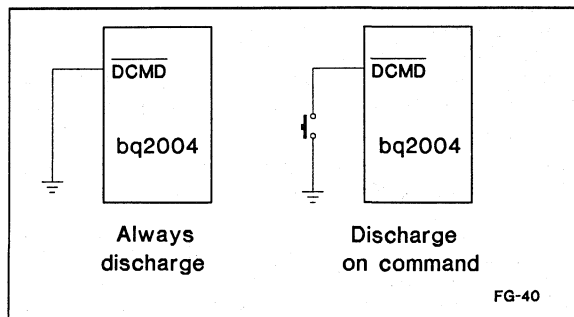 DCMD
bq2004
Always
discharge
DCMD
bq2004
Discharge
on command
FG-40